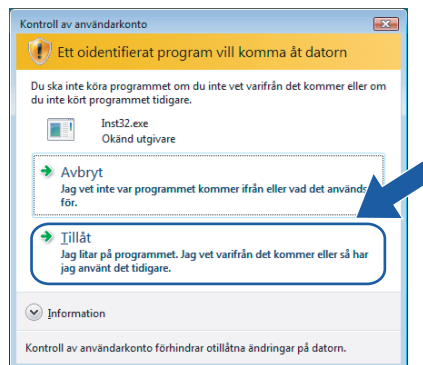 Kontroll av användarkonto
Ett oidentifierat program vill komma åt datorn
Du ska inte köra programmet om du inte vet varifrån det kommer eller om
du inte kört programmet tidigare.
Inst32.exe
Okänd utgivare
Avbryt
Jag vet inte var programmet kommer ifrån eller vad det används
för.
Tillåt
Jag litar på programmet. Jag vet varifrån det kommer eller så har
jag använt det tidigare.
Information
Kontroll av användarkonto förhindrar otillåtna ändringar på datorn.